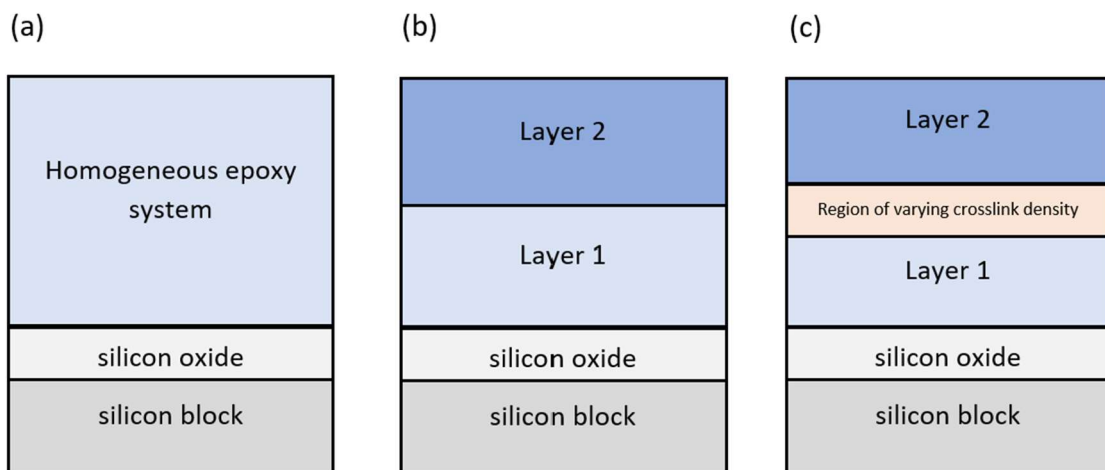 (a)
Homogeneous epoxy
system
silicon oxide
silicon block
(b)
Layer 2
Layer 1
silicon oxide
silicon block
(c)
Layer 2
Region of varying crosslink density
Layer 1
silicon oxide
silicon block